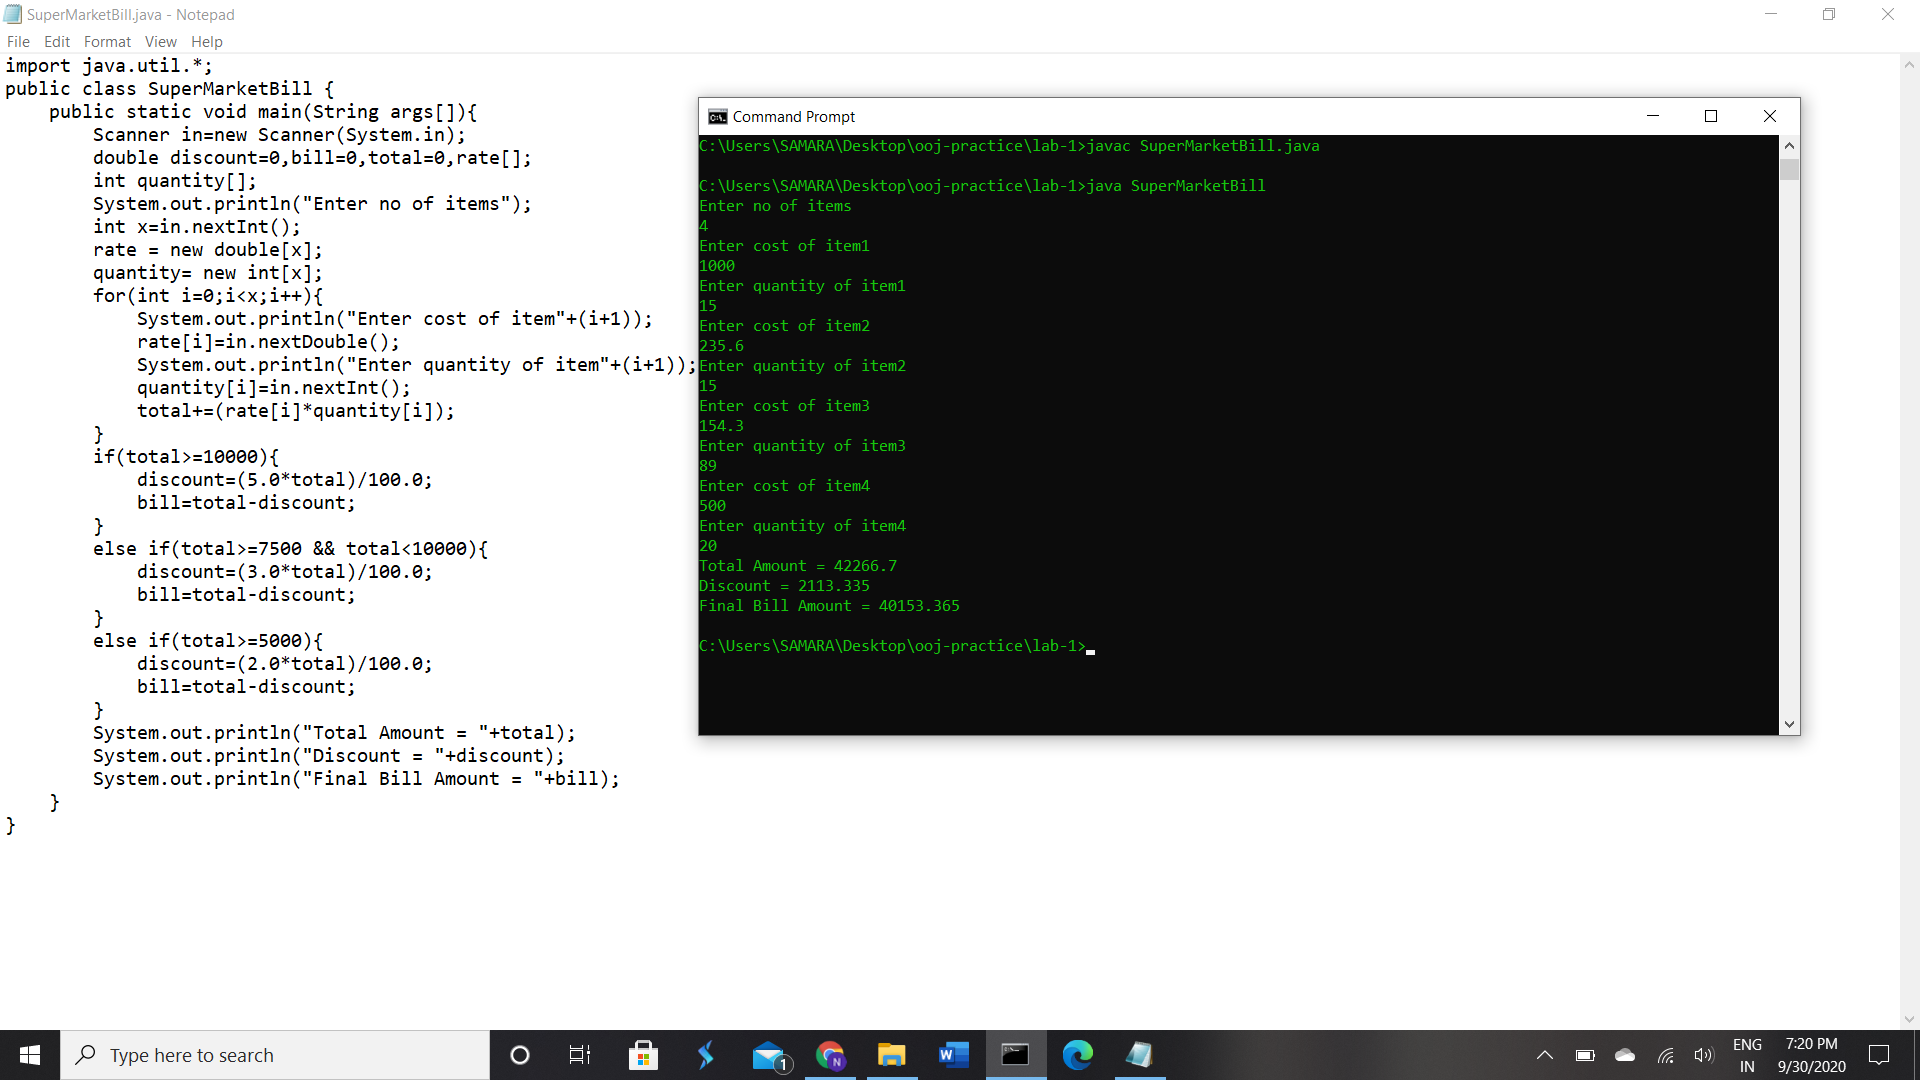 SuperMarketBill.java - Notepad
File Edit Format View Help
import java.util.*;
public class SuperMarketBill {
    public static void main(String args[]){
        Scanner in=new Scanner(System.in);
        double discount=0,bill=0,total=0,rate[];
        int quantity[];
        System.out.println("Enter no of items");
        int x=in.nextInt();
        rate = new double[x];
        quantity= new int[x];
        for(int i=0;i<x;i++){
            System.out.println("Enter cost of item"+(i+1));
            rate[i]=in.nextDouble();
            System.out.println("Enter quantity of item"+(i+1));
            quantity[i]=in.nextInt();
            total+=(rate[i]*quantity[i]);
        }
        if(total>=10000){
            discount=(5.0*total)/100.0;
            bill=total-discount;
        }
        else if(total>=7500 && total<10000){
            discount=(3.0*total)/100.0;
            bill=total-discount;
        }
        else if(total>=5000){
            discount=(2.0*total)/100.0;
            bill=total-discount;
        }
        System.out.println("Total Amount = "+total);
        System.out.println("Discount = "+discount);
        System.out.println("Final Bill Amount = "+bill);
    }
}
Command Prompt
C:\Users\SAMARA\Desktop\ooj-practice\lab-1>javac SuperMarketBill.java
C:\Users\SAMARA\Desktop\ooj-practice\lab-1>java SuperMarketBill
Enter no of items
4
Enter cost of item1
1000
Enter quantity of item1
15
Enter cost of item2
235.6
Enter quantity of item2
15
Enter cost of item3
154.3
Enter quantity of item3
89
Enter cost of item4
500
Enter quantity of item4
20
Total Amount = 42266.7
Discount = 2113.335
Final Bill Amount = 40153.365
C:\Users\SAMARA\Desktop\ooj-practice\lab-1>
Type here to search
1
N
W
ENG
IN
7:20 PM
9/30/2020